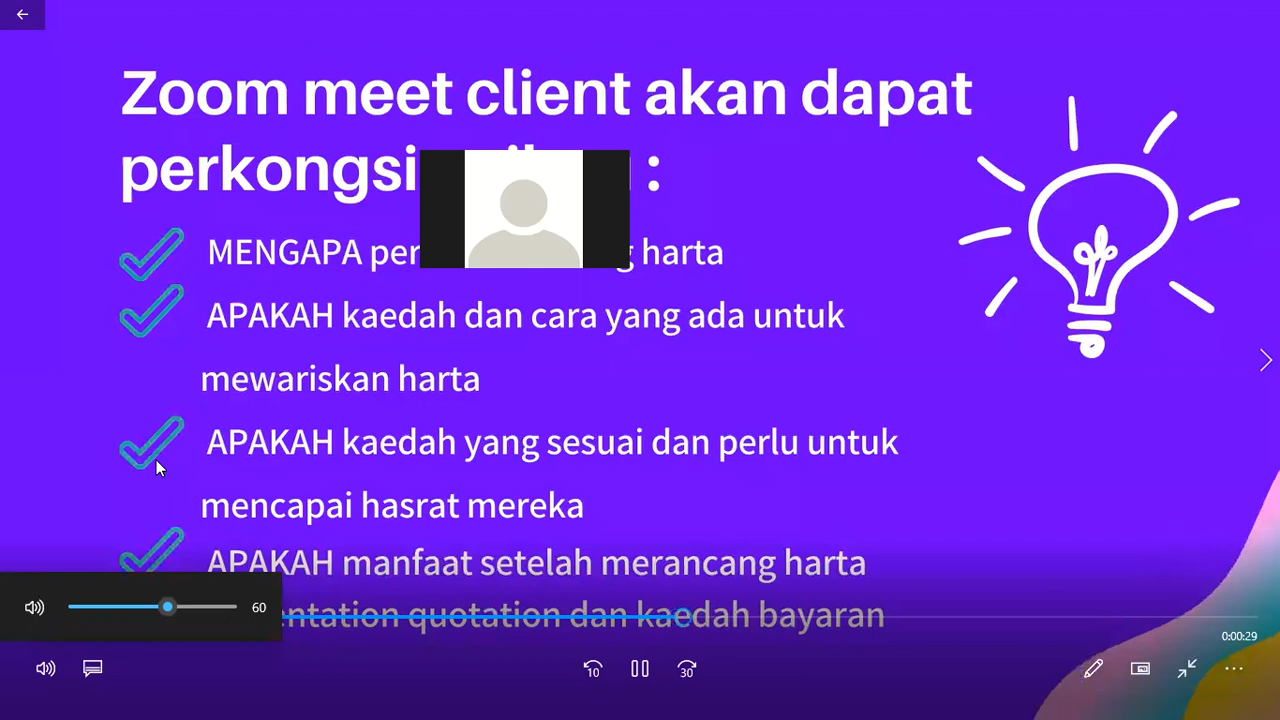 Zoom meet client akan dapat
perkongsi :
MENGAPA harta
APAKAH kaedah dan cara yang ada untuk
mewariskan harta
APAKAH kaedah yang sesuai dan perlu untuk
mencapai hasrat mereka
APAKAH manfaat setelah merancang harta
quotation dan kaedah bayaran
60
0:00:29
10
30